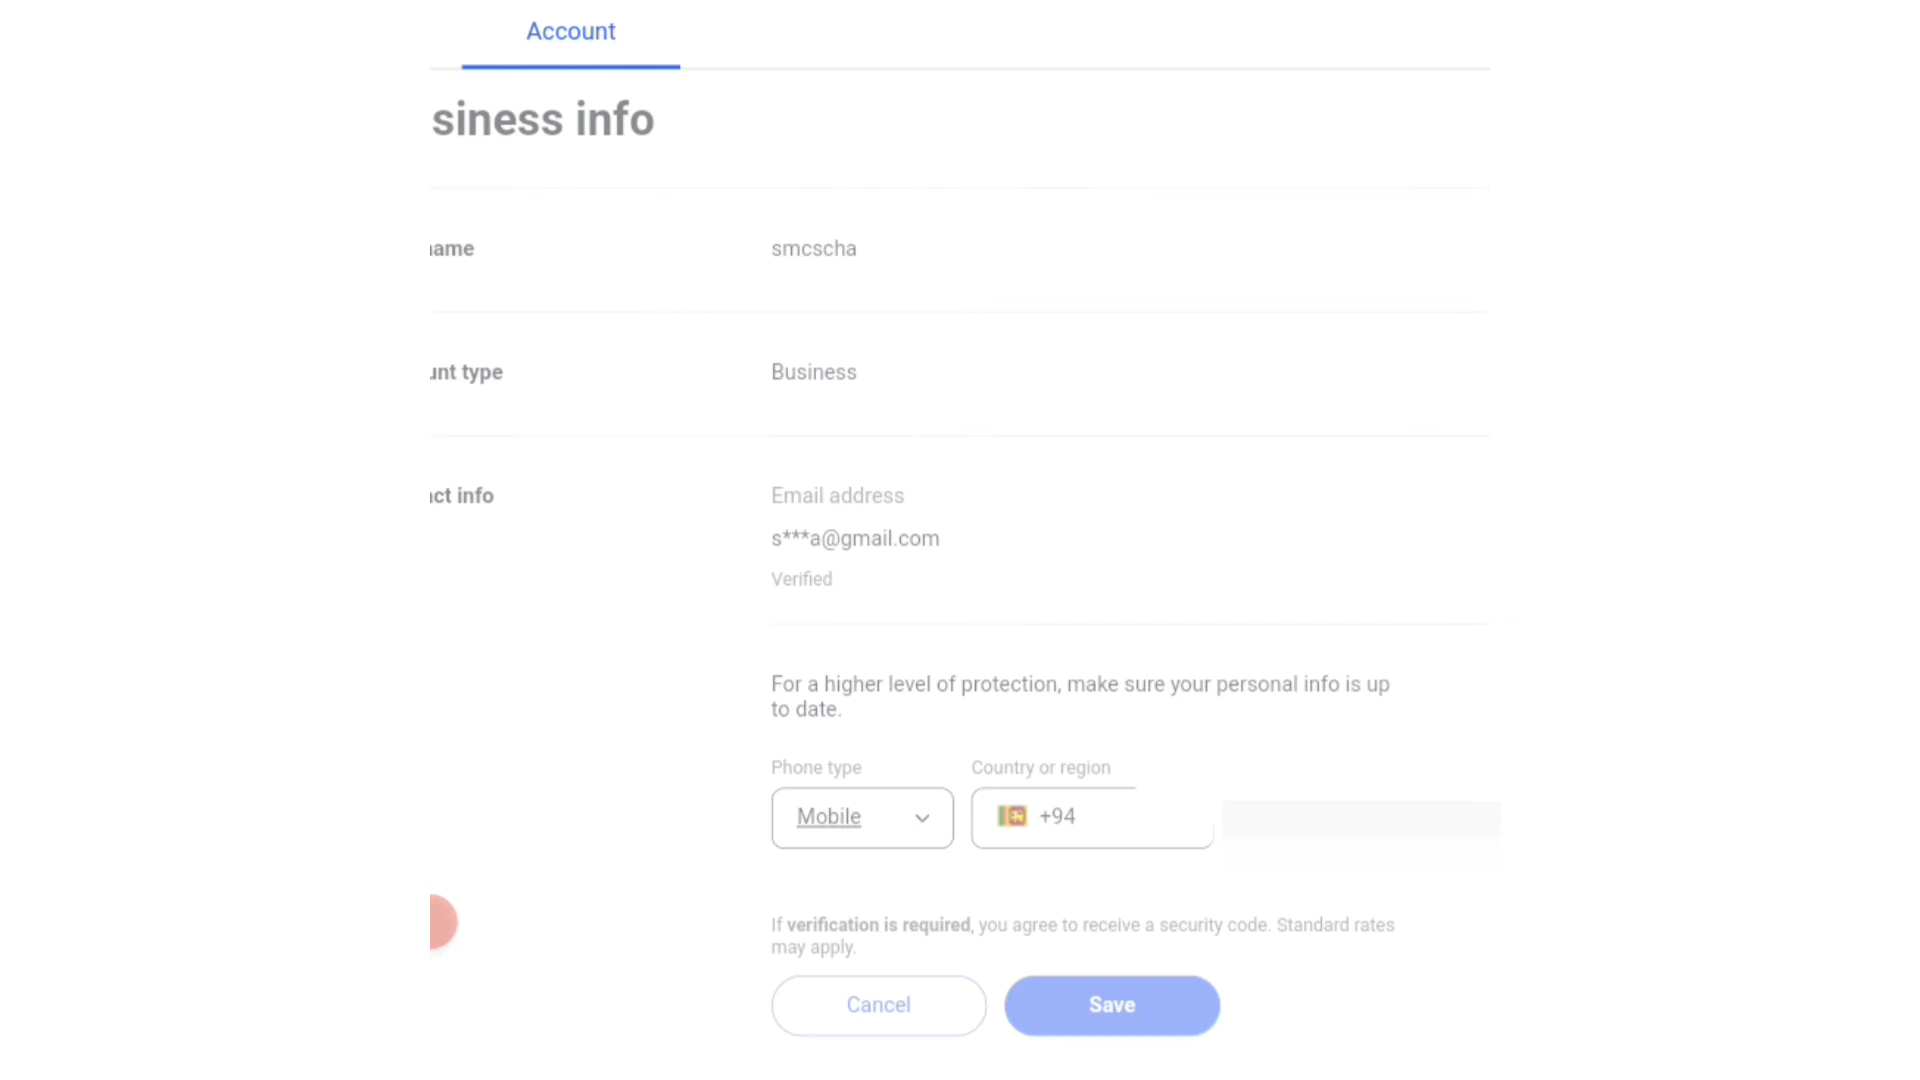 Account
siness info
ame smcscha
unt type Business
ct info Email address
s***a@gmail.com
Verified
For a higher level of protection, make sure your personal info is up
to date.
Phone type Country or region
Mobile +94
If verification is required, you agree to receive a security code. Standard rates
may apply.
Cancel Save